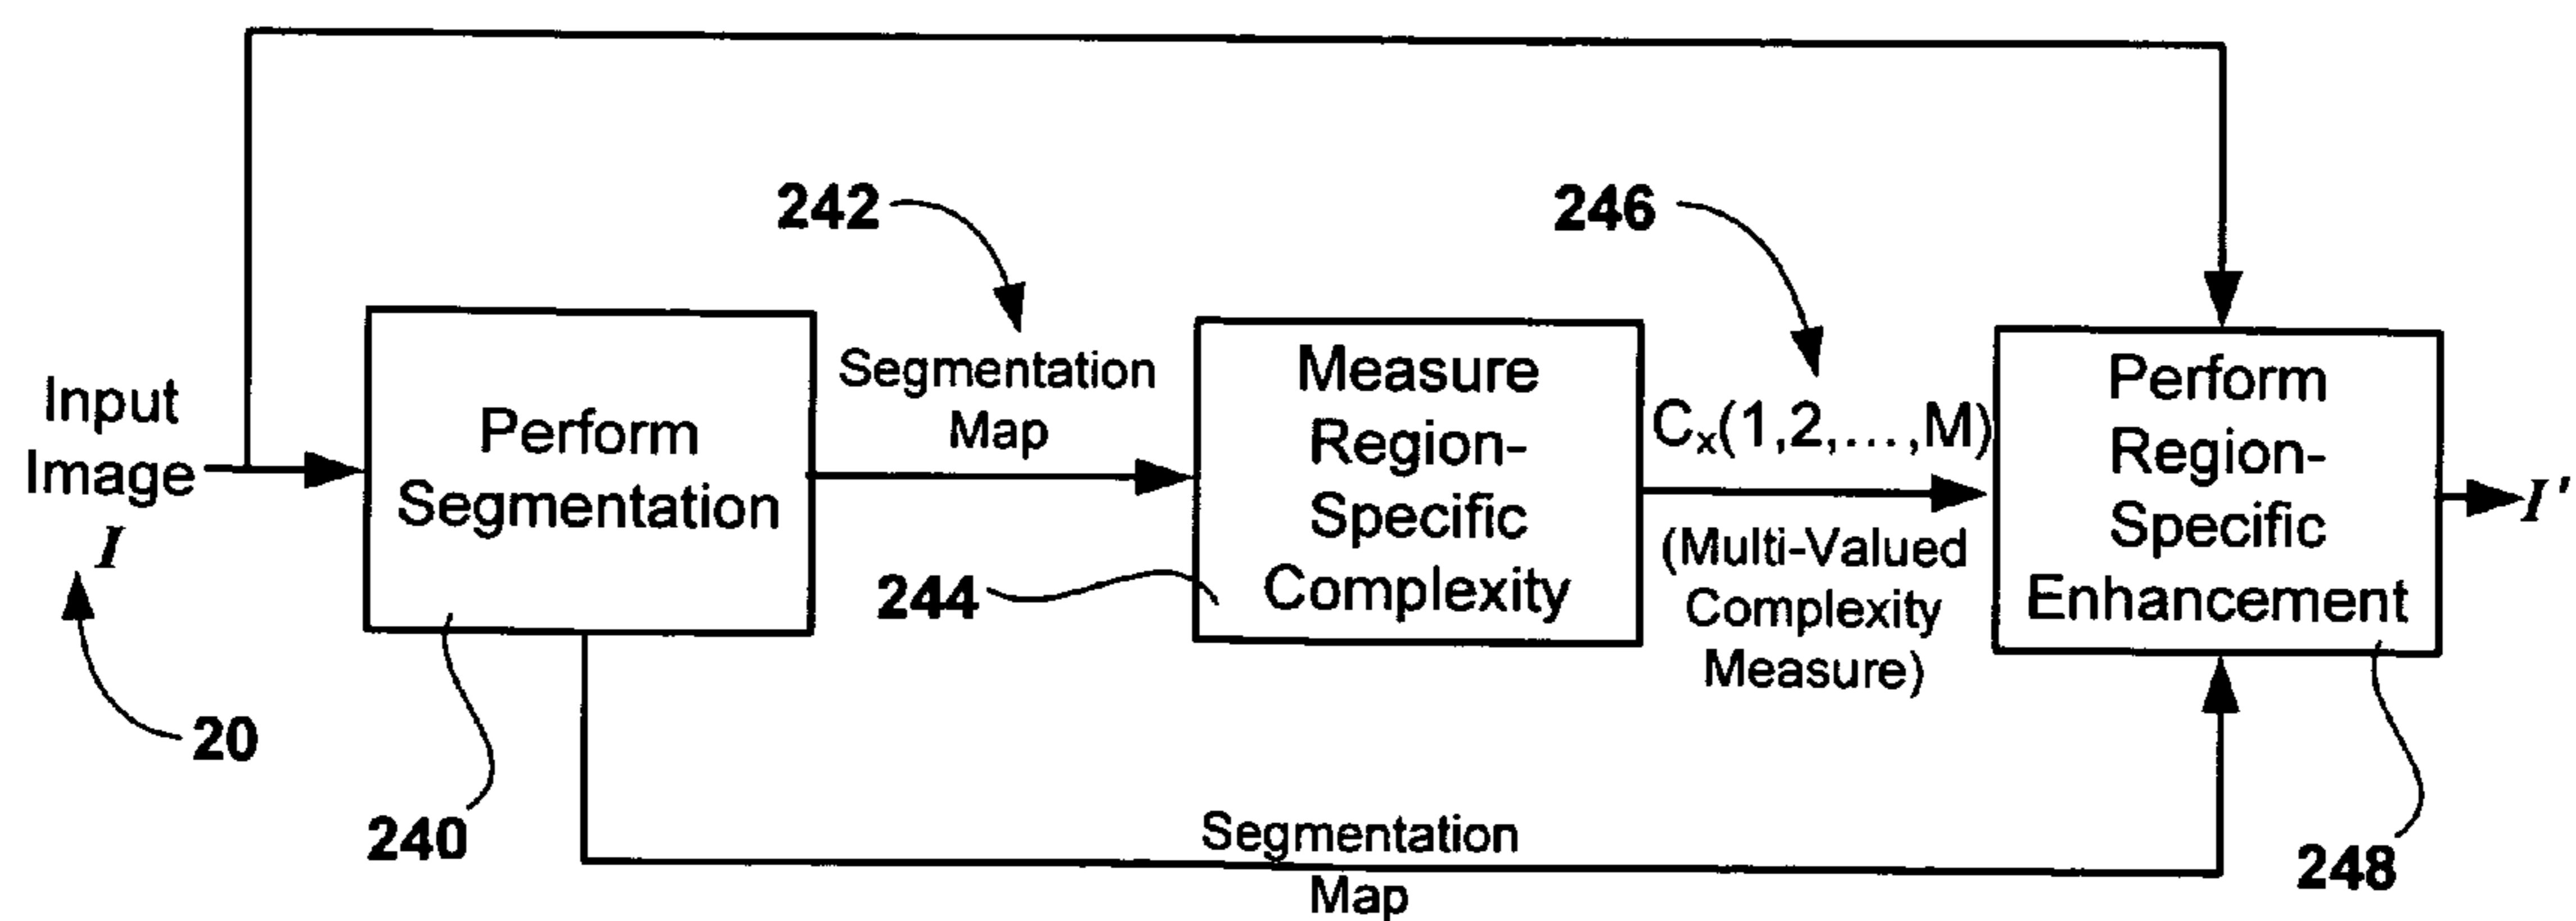 Input
Image
I
20
Perform
Segmentation
240
242
Segmentation
Map
Measure
Region-
Specific
Complexity
244
246
Cₓ(1,2,...,M)
(Multi-Valued
Complexity
Measure)
Perform
Region-
Specific
Enhancement
248
I'
Segmentation
Map